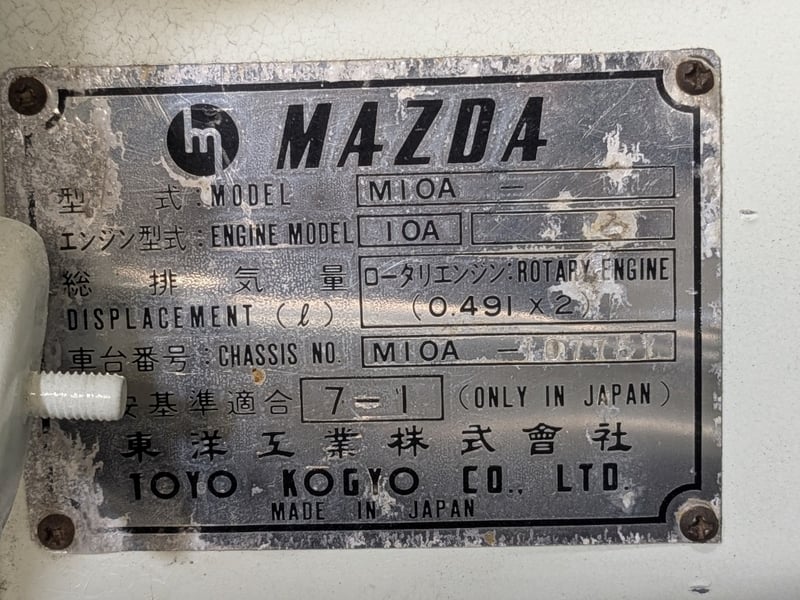 m MAZDA
型式:MODEL M10A -
エンジン型式:ENGINE MODEL 10A
総排気量 ロータリエンジン:ROTARY ENGINE
DISPLACEMENT (ℓ) (0.491 × 2)
車台番号:CHASSIS NO. M10A -
安基準適合 7-1 (ONLY IN JAPAN)
東洋工業株式會社
TOYO KOGYO CO., LTD.
MADE IN JAPAN